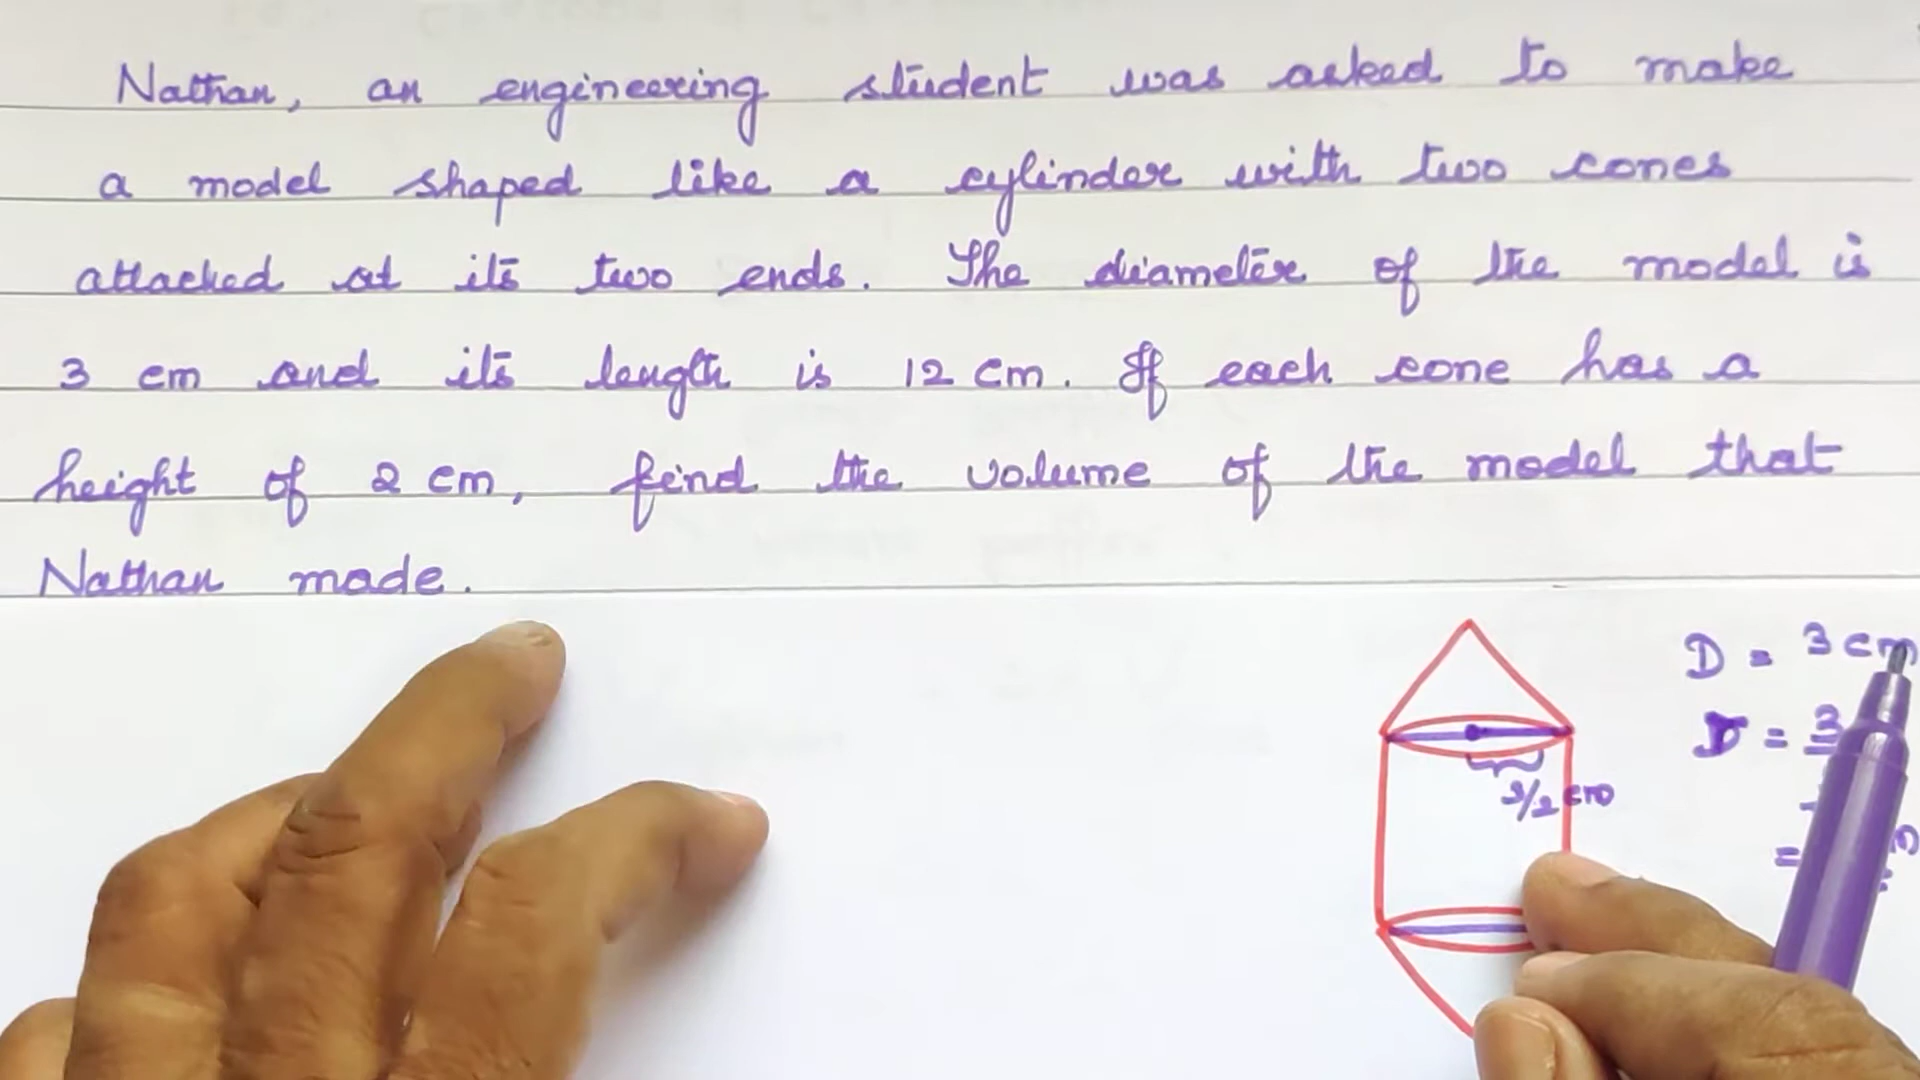 Nathan, an engineering student was asked to make
a model shaped like a cylinder with two cones
attached at its two ends. The diameter of the model is
3 cm and its length is 12 cm. If each cone has a
height of 2 cm, find the volume of the model that
Nathan made.
D = 3 cm
= 3
3/2 cm
=